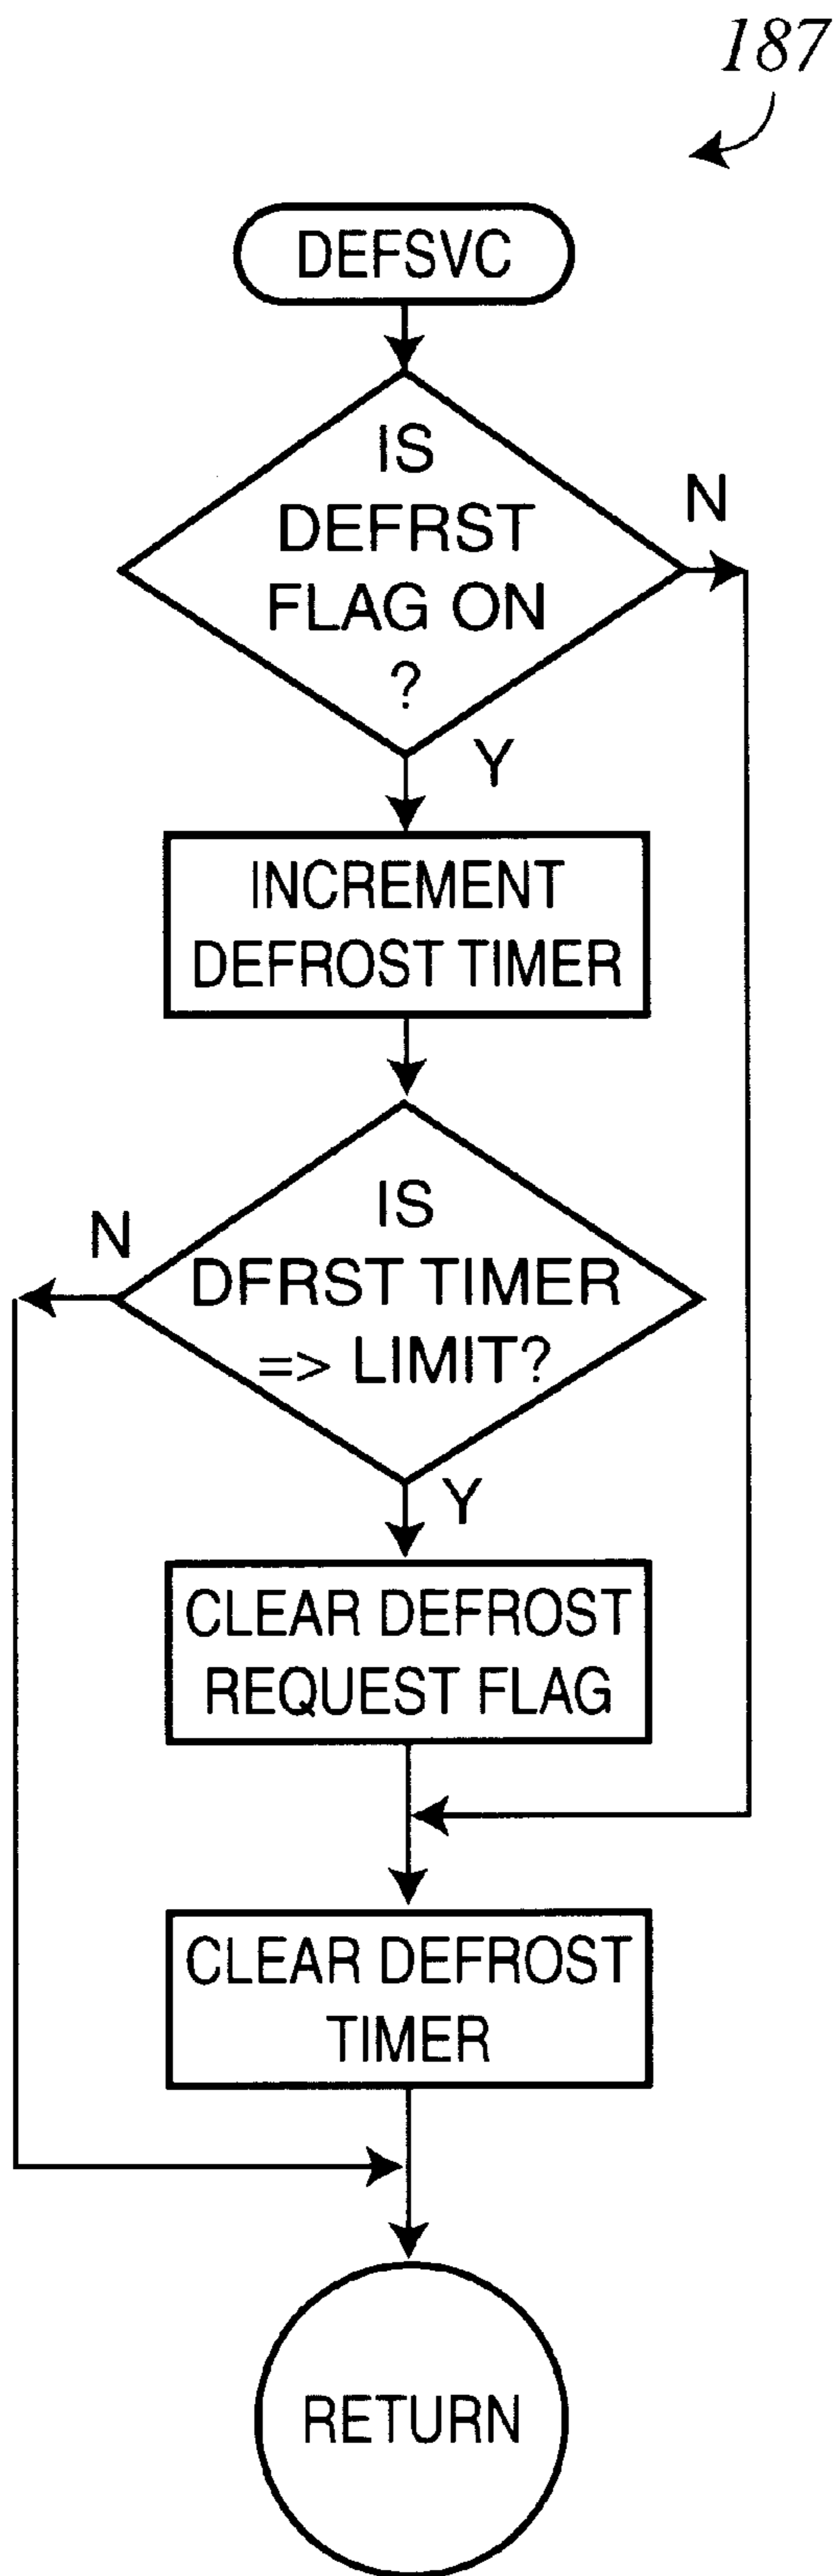 187
DEFSVC
IS
DEFRST
FLAG ON
?
N
Y
INCREMENT
DEFROST TIMER
IS
DFRST TIMER
=> LIMIT?
N
Y
CLEAR DEFROST
REQUEST FLAG
CLEAR DEFROST
TIMER
RETURN